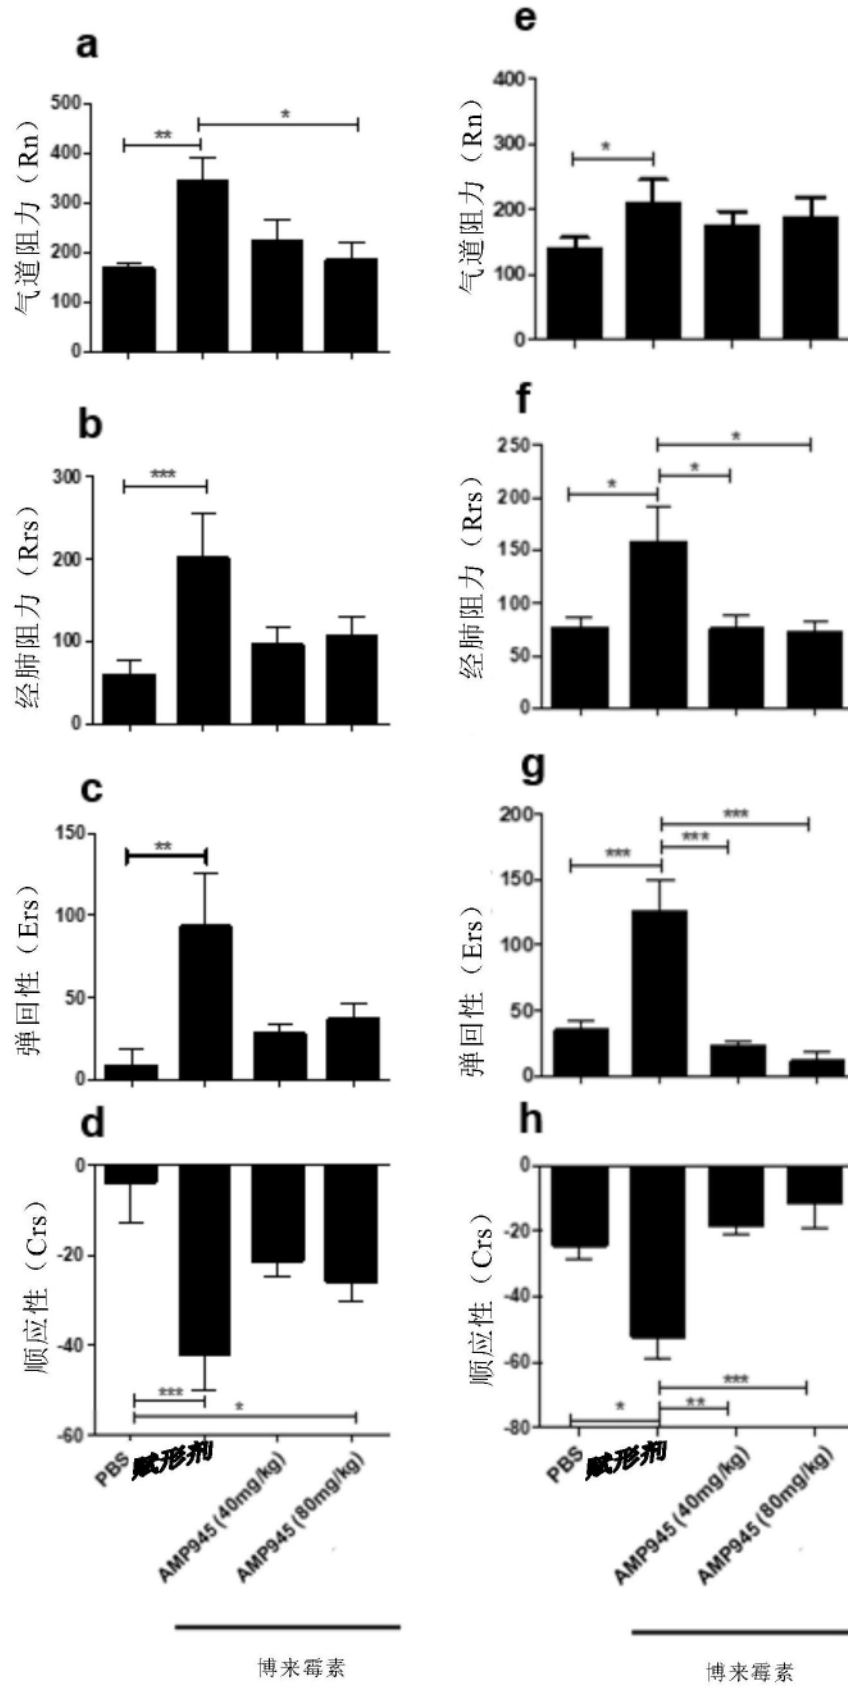 a
500
400
300
200
100
0
气道阻力（Rn）
**
*
b
300
200
100
0
经肺阻力（Rrs）
***
c
150
100
50
0
弹回性（Ers）
**
d
0
-20
-40
-60
顺应性（Crs）
***
*
PBS
赋形剂
AMP945 (40mg/kg)
AMP945 (80mg/kg)
博来霉素
e
400
300
200
100
0
气道阻力（Rn）
*
f
250
200
150
100
50
0
经肺阻力（Rrs）
*
*
*
g
200
150
100
50
0
弹回性（Ers）
***
***
***
h
0
-20
-40
-60
-80
顺应性（Crs）
***
**
*
PBS
赋形剂
AMP945 (40mg/kg)
AMP945 (80mg/kg)
博来霉素